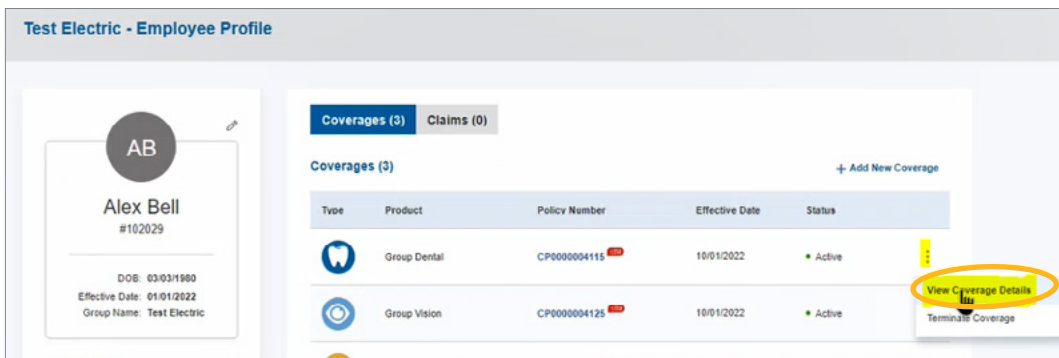 Test Electric - Employee Profile
AB
Alex Bell
#102029
DOB: 03/03/1980
Effective Date: 01/01/2022
Group Name: Test Electric
Coverages (3) Claims (0)
Coverages (3) + Add New Coverage
Type Product Policy Number Effective Date Status
Group Dental CP0000004115 10/01/2022 Active
View Coverage Details
Group Vision CP0000004125 10/01/2022 Active
Terminate Coverage